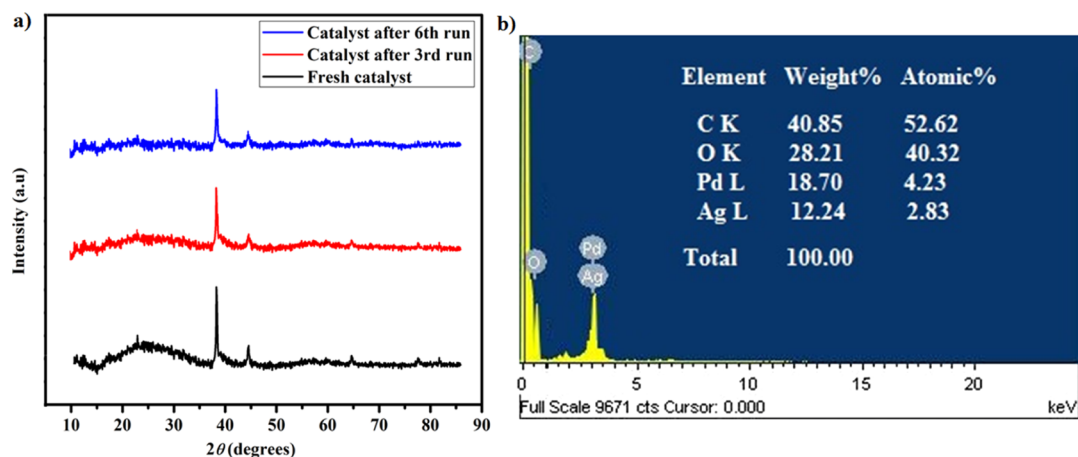 a)
Catalyst after 6th run
Catalyst after 3rd run
Fresh catalyst
Intensity (a.u)
10 20 30 40 50 60 70 80 90
2θ (degrees)
b)
C
O
Pd
Ag
Element Weight% Atomic%
C K 40.85 52.62
O K 28.21 40.32
Pd L 18.70 4.23
Ag L 12.24 2.83
Total 100.00
0 5 10 15 20
Full Scale 9671 cts Cursor: 0.000 keV